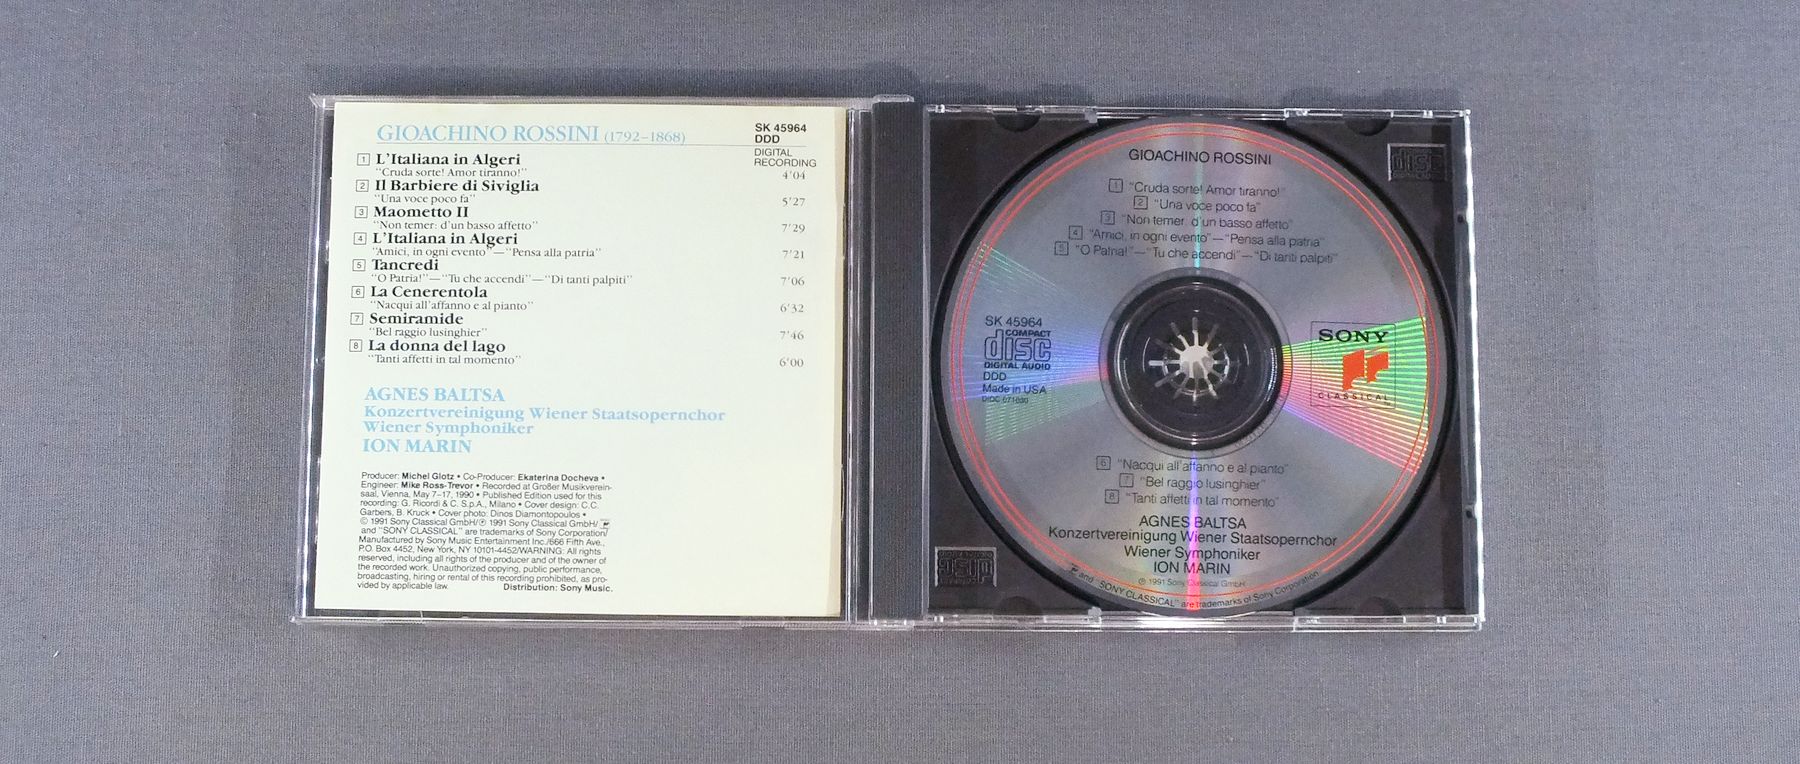 GIOACHINO ROSSINI (1792–1868)
SK 45964
DDD
DIGITAL
RECORDING
1 L'Italiana in Algeri
"Cruda sorte! Amor tiranno!" 4'04
2 Il Barbiere di Siviglia
"Una voce poco fa" 5'27
3 Maometto II
"Non temer: d'un basso affetto" 7'29
4 L'Italiana in Algeri
"Amici, in ogni evento"—"Pensa alla patria" 7'21
5 Tancredi
"O Patria!"—"Tu che accendi"—"Di tanti palpiti" 7'06
6 La Cenerentola
"Nacqui all'affanno e al pianto" 6'32
7 Semiramide
"Bel raggio lusinghier" 7'46
8 La donna del lago
"Tanti affetti in tal momento" 6'00
AGNES BALTSA
Konzertvereinigung Wiener Staatsopernchor
Wiener Symphoniker
ION MARIN
Producer: Michel Glotz • Co-Producer: Ekaterina Docheva •
Engineer: Mike Ross-Trevor • Recorded at Großer Musikverein-
saal, Vienna, May 7–17, 1990 • Published Edition used for this
recording: G. Ricordi & C. S.p.A., Milano • Cover design: C.C.
Garbers, B. Kruck • Cover photo: Dinos Diamontopoulos •
© 1991 Sony Classical GmbH/℗ 1991 Sony Classical GmbH/
and "SONY CLASSICAL" are trademarks of Sony Corporation/
Manufactured by Sony Music Entertainment Inc./666 Fifth Ave.,
P.O. Box 4452, New York, NY 10101-4452/WARNING: All rights
reserved, including all rights of the producer and of the owner of
the recorded work. Unauthorized copying, public performance,
broadcasting, hiring or rental of this recording prohibited, as pro-
vided by applicable law. Distribution: Sony Music.
GIOACHINO ROSSINI
1 "Cruda sorte! Amor tiranno!"
2 "Una voce poco fa"
3 "Non temer: d'un basso affetto"
4 "Amici, in ogni evento"—"Pensa alla patria"
5 "O Patria!"—"Tu che accendi"—"Di tanti palpiti"
SK 45964
COMPACT
disc
DIGITAL AUDIO
DDD
Made in USA
DIDC 071030
SONY
CLASSICAL
6 "Nacqui all'affanno e al pianto"
7 "Bel raggio lusinghier"
8 "Tanti affetti in tal momento"
AGNES BALTSA
Konzertvereinigung Wiener Staatsopernchor
Wiener Symphoniker
ION MARIN
℗ 1991 Sony Classical GmbH
and "SONY CLASSICAL" are trademarks of Sony Corporation
disc
disc